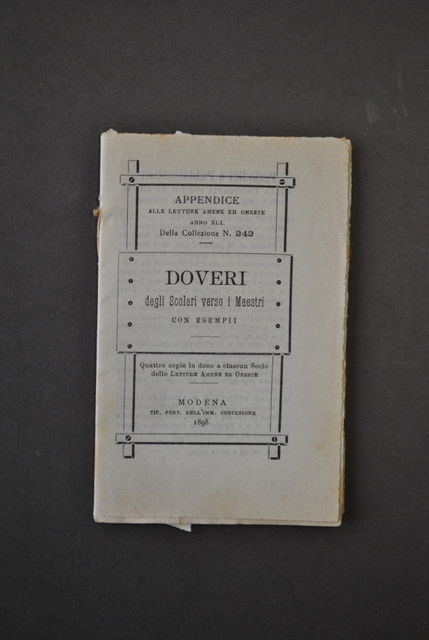 APPENDICE
ALLE LETTURE AMENE ED ONESTE
ANNO XLI.
Della Collezione N. 242
DOVERI
degli Scolari verso i Maestri
CON ESEMPII
Quattro copie in dono a ciascun Socio
delle LETTURE AMENE ED ONESTE
MODENA
TIP. PONT. DELL'IMM. CONCEZIONE
1898.